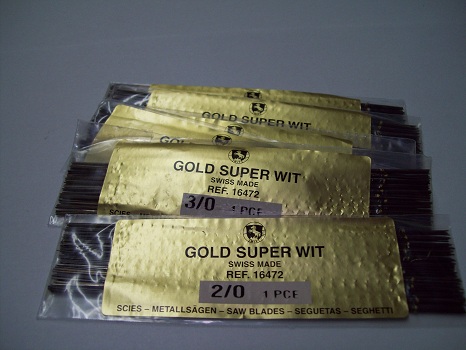 GOLD SUPER WIT
GOLD SUPER WIT
SWISS MADE
REF. 16472
3/0 1 PCE
SCIES
GOLD SUPER WIT
SWISS MADE
REF. 16472
2/0 1 PCE
SCIES – METALLSÄGEN – SAW BLADES – SEGUETAS – SEGHETTI